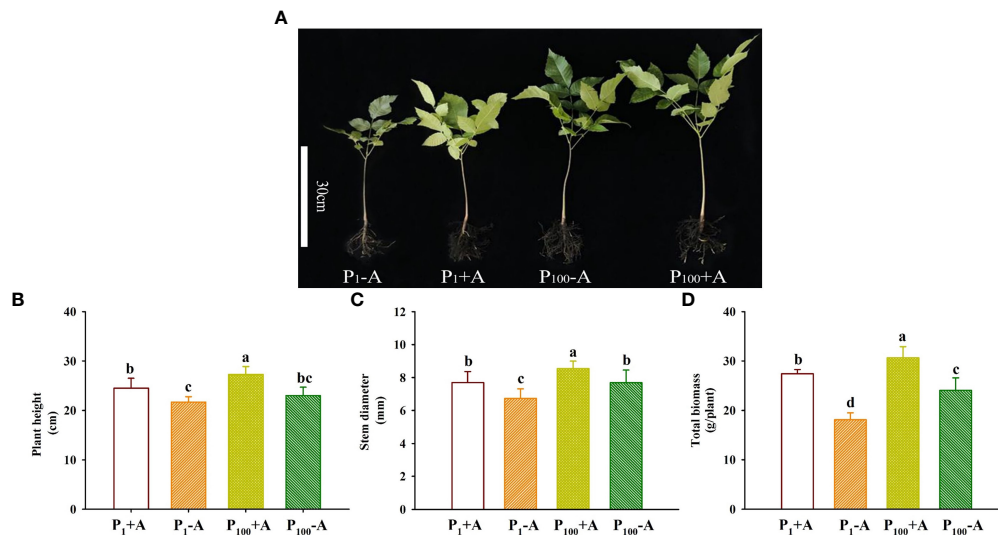 A
30cm
P₁-A P₁+A P₁₀₀-A P₁₀₀+A
B
Plant height
(cm)
40
30
20
10
0
b
c
a
bc
P₁+A P₁-A P₁₀₀+A P₁₀₀-A
C
Stem diameter
(mm)
12
10
8
6
4
2
0
b
c
a
b
P₁+A P₁-A P₁₀₀+A P₁₀₀-A
D
Total biomass
(g/plant)
40
30
20
10
0
b
d
a
c
P₁+A P₁-A P₁₀₀+A P₁₀₀-A